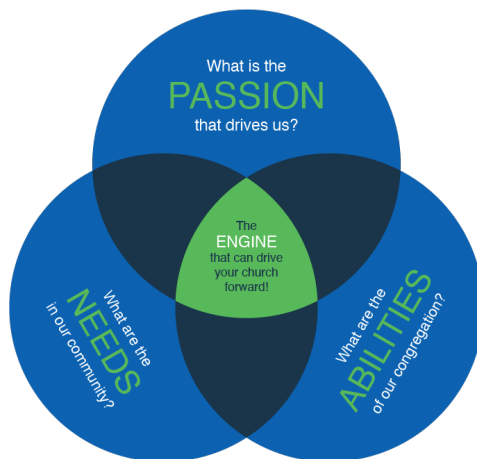 What is the
PASSION
that drives us?
The
ENGINE
that can drive
your church
forward!
What are the
NEEDS
in our community?
What are the
ABILITIES
of our congregation?